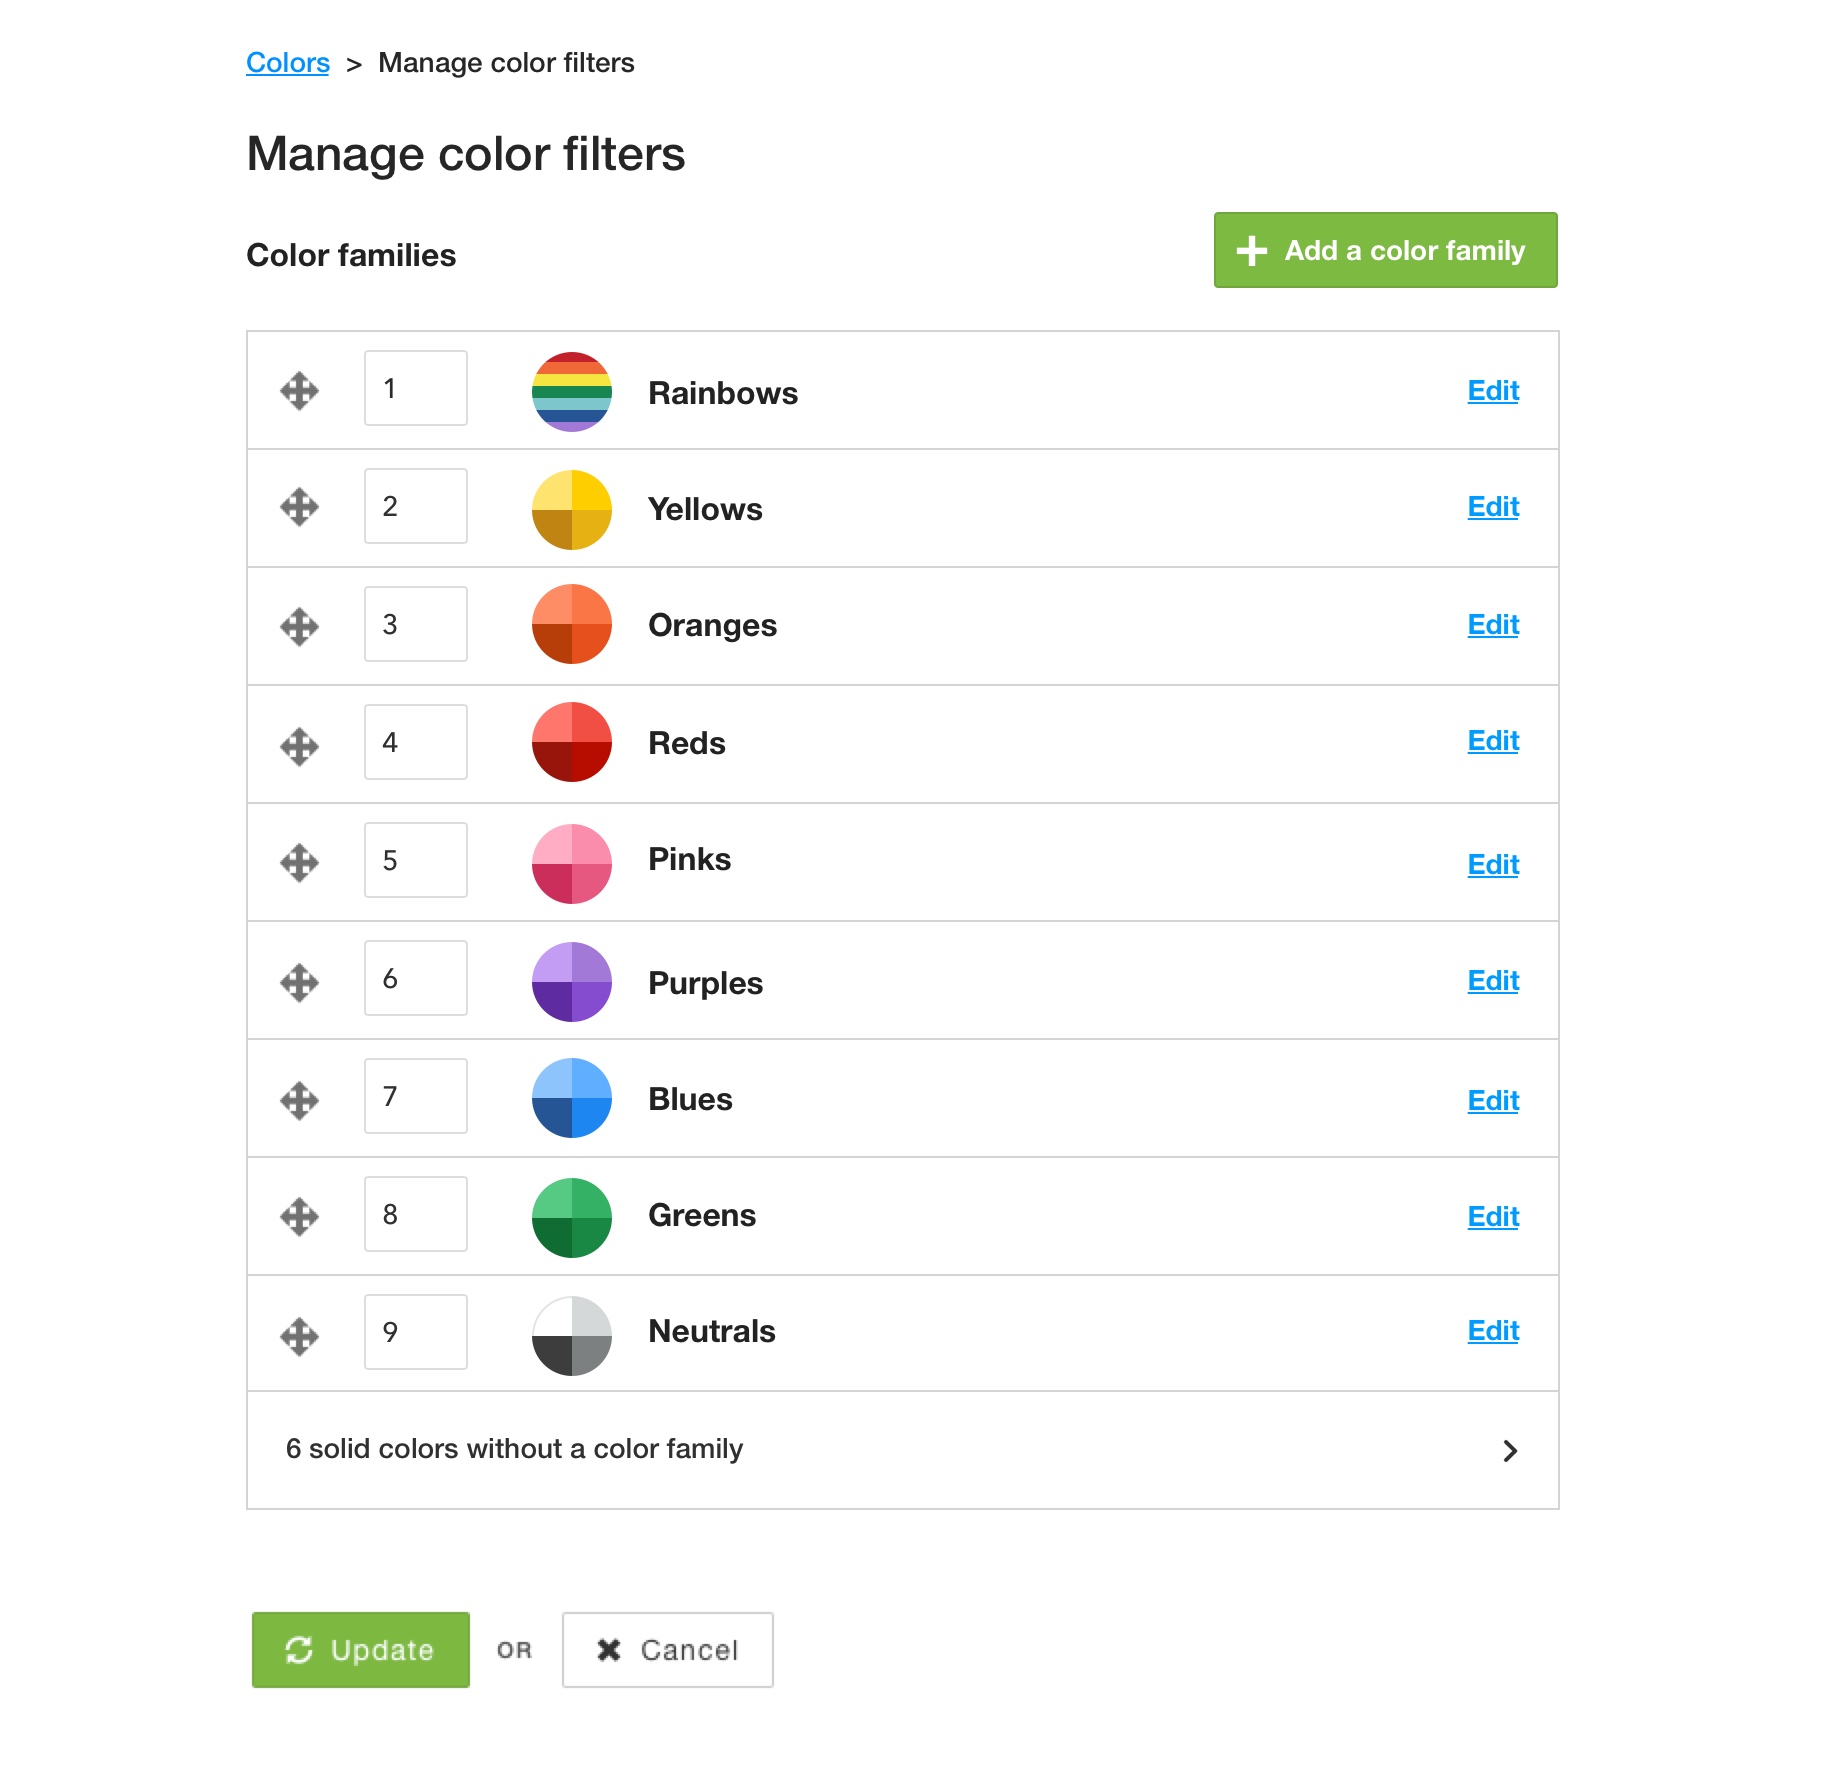 Colors > Manage color filters
Manage color filters
Color families
Add a color family
1 Rainbows Edit
2 Yellows Edit
3 Oranges Edit
4 Reds Edit
5 Pinks Edit
6 Purples Edit
7 Blues Edit
8 Greens Edit
9 Neutrals Edit
6 solid colors without a color family
Update OR Cancel